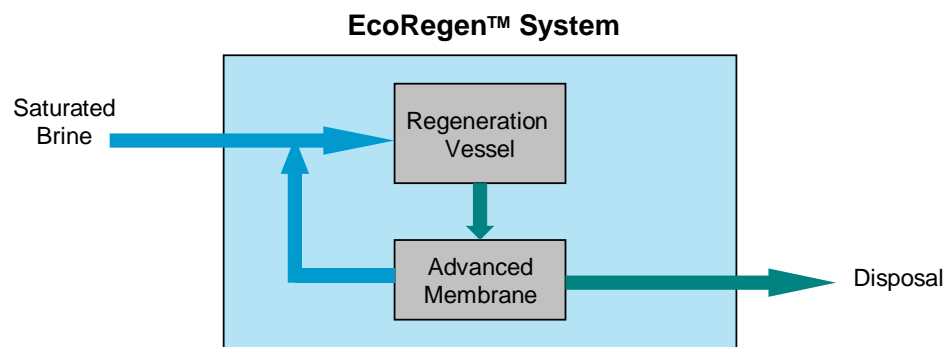 EcoRegen™ System
Saturated
Brine
Regeneration
Vessel
Advanced
Membrane
Disposal